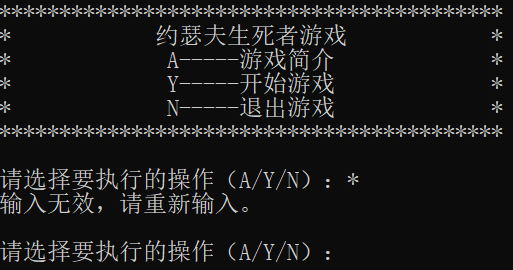 ******************************************
* 约瑟夫生死者游戏 *
* A-----游戏简介 *
* Y-----开始游戏 *
* N-----退出游戏 *
******************************************
请选择要执行的操作（A/Y/N）：*
输入无效，请重新输入。
请选择要执行的操作（A/Y/N）：